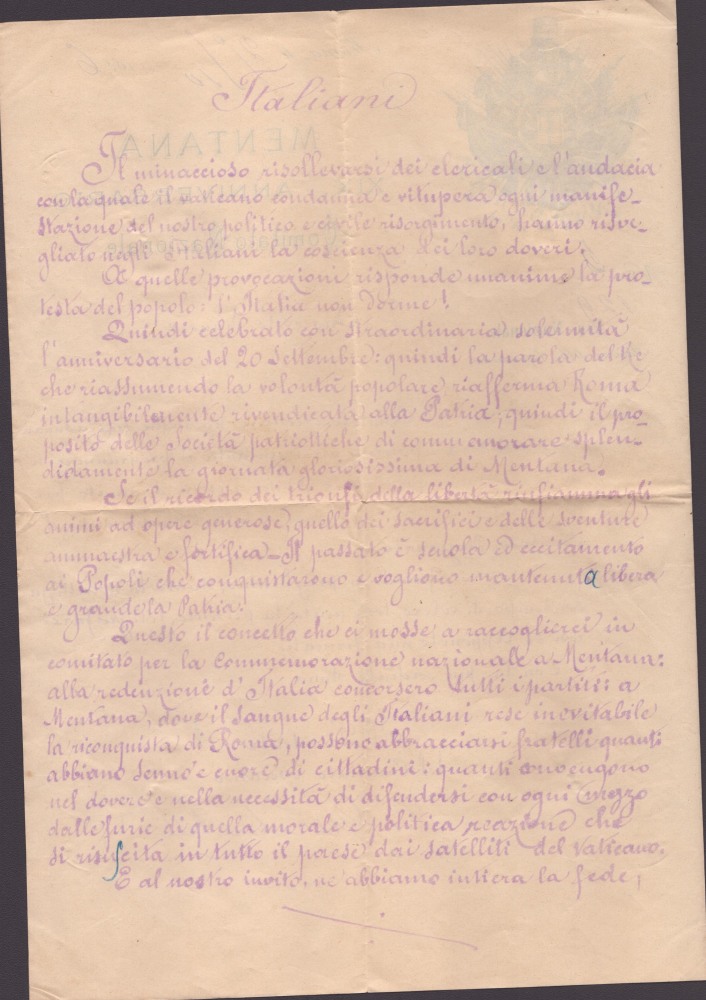 Italiani
Il minaccioso risollevarsi dei clericali e l'audacia
con la quale il vaticano condanna e vitupera ogni manife_
stazione del nostro politico e civile risorgimento, hanno risve_
gliato negli Italiani la coscienza dei loro doveri.
A quelle provocazioni risponde unanime la pro_
testa del popolo: l'Italia non dorme!
Quindi celebrato con straordinaria solennità
l'anniversario del 20 Settembre: quindi la parola del Re
che riassumendo la volontà popolare riafferma Roma
intangibilmente rivendicata alla Patria; quindi il pro_
posito delle Società patriottiche di commemorare splen_
didamente la giornata gloriosissima di Mentana.
Se il ricordo dei trionfi della libertà rinfiamma gli
animi ad opere generose, quello dei sacrifici e delle sventure
ammaestra e fortifica_ Il passato è scuola ed eccitamento
ai Popoli che conquistarono e vogliono mantenuta libera
e grande la Patria.
Questo il concetto che ci mosse a raccoglierci in
comitato per la Commemorazione nazionale a Mentana:
alla redenzione d'Italia concorsero tutti i partiti: a
Mentana, dove il Sangue degli Italiani rese inevitabile
la riconquista di Roma, possono abbracciarsi fratelli quanti
abbiano senno e cuore di cittadini: quanti convengono
nel dovere e nella necessità di difendersi con ogni mezzo
dalle furie di quella morale e politica reazione che
si risuscita in tutto il paese dai satelliti del Vaticano.
E al nostro invito, ne abbiamo intiera la fede,
MENTANA